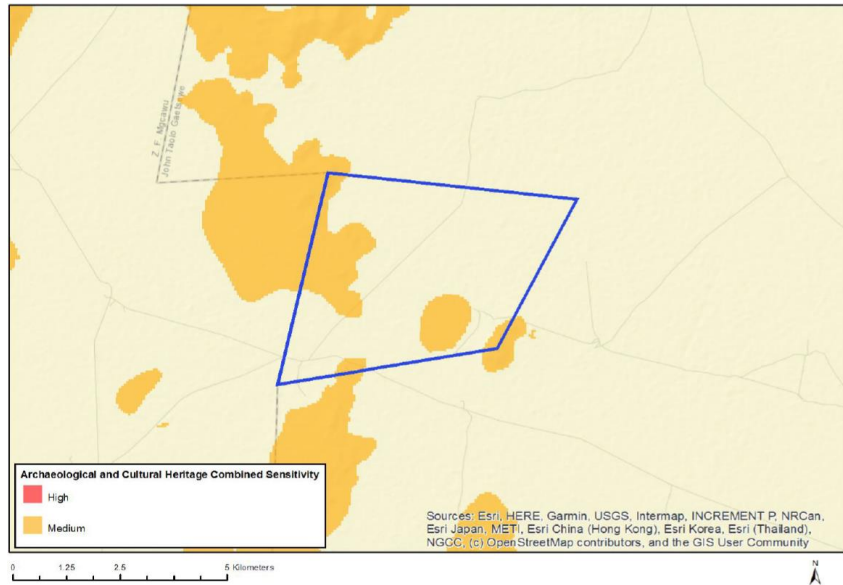 Z. F. Mgcawu
John Taolo Gaetsewe
Archaeological and Cultural Heritage Combined Sensitivity
High
Medium
Sources: Esri, HERE, Garmin, USGS, Intermap, INCREMENT P, NRCan,
Esri Japan, METI, Esri China (Hong Kong), Esri Korea, Esri (Thailand),
NGCC, (c) OpenStreetMap contributors, and the GIS User Community
0 1.25 2.5 5 Kilometers
N